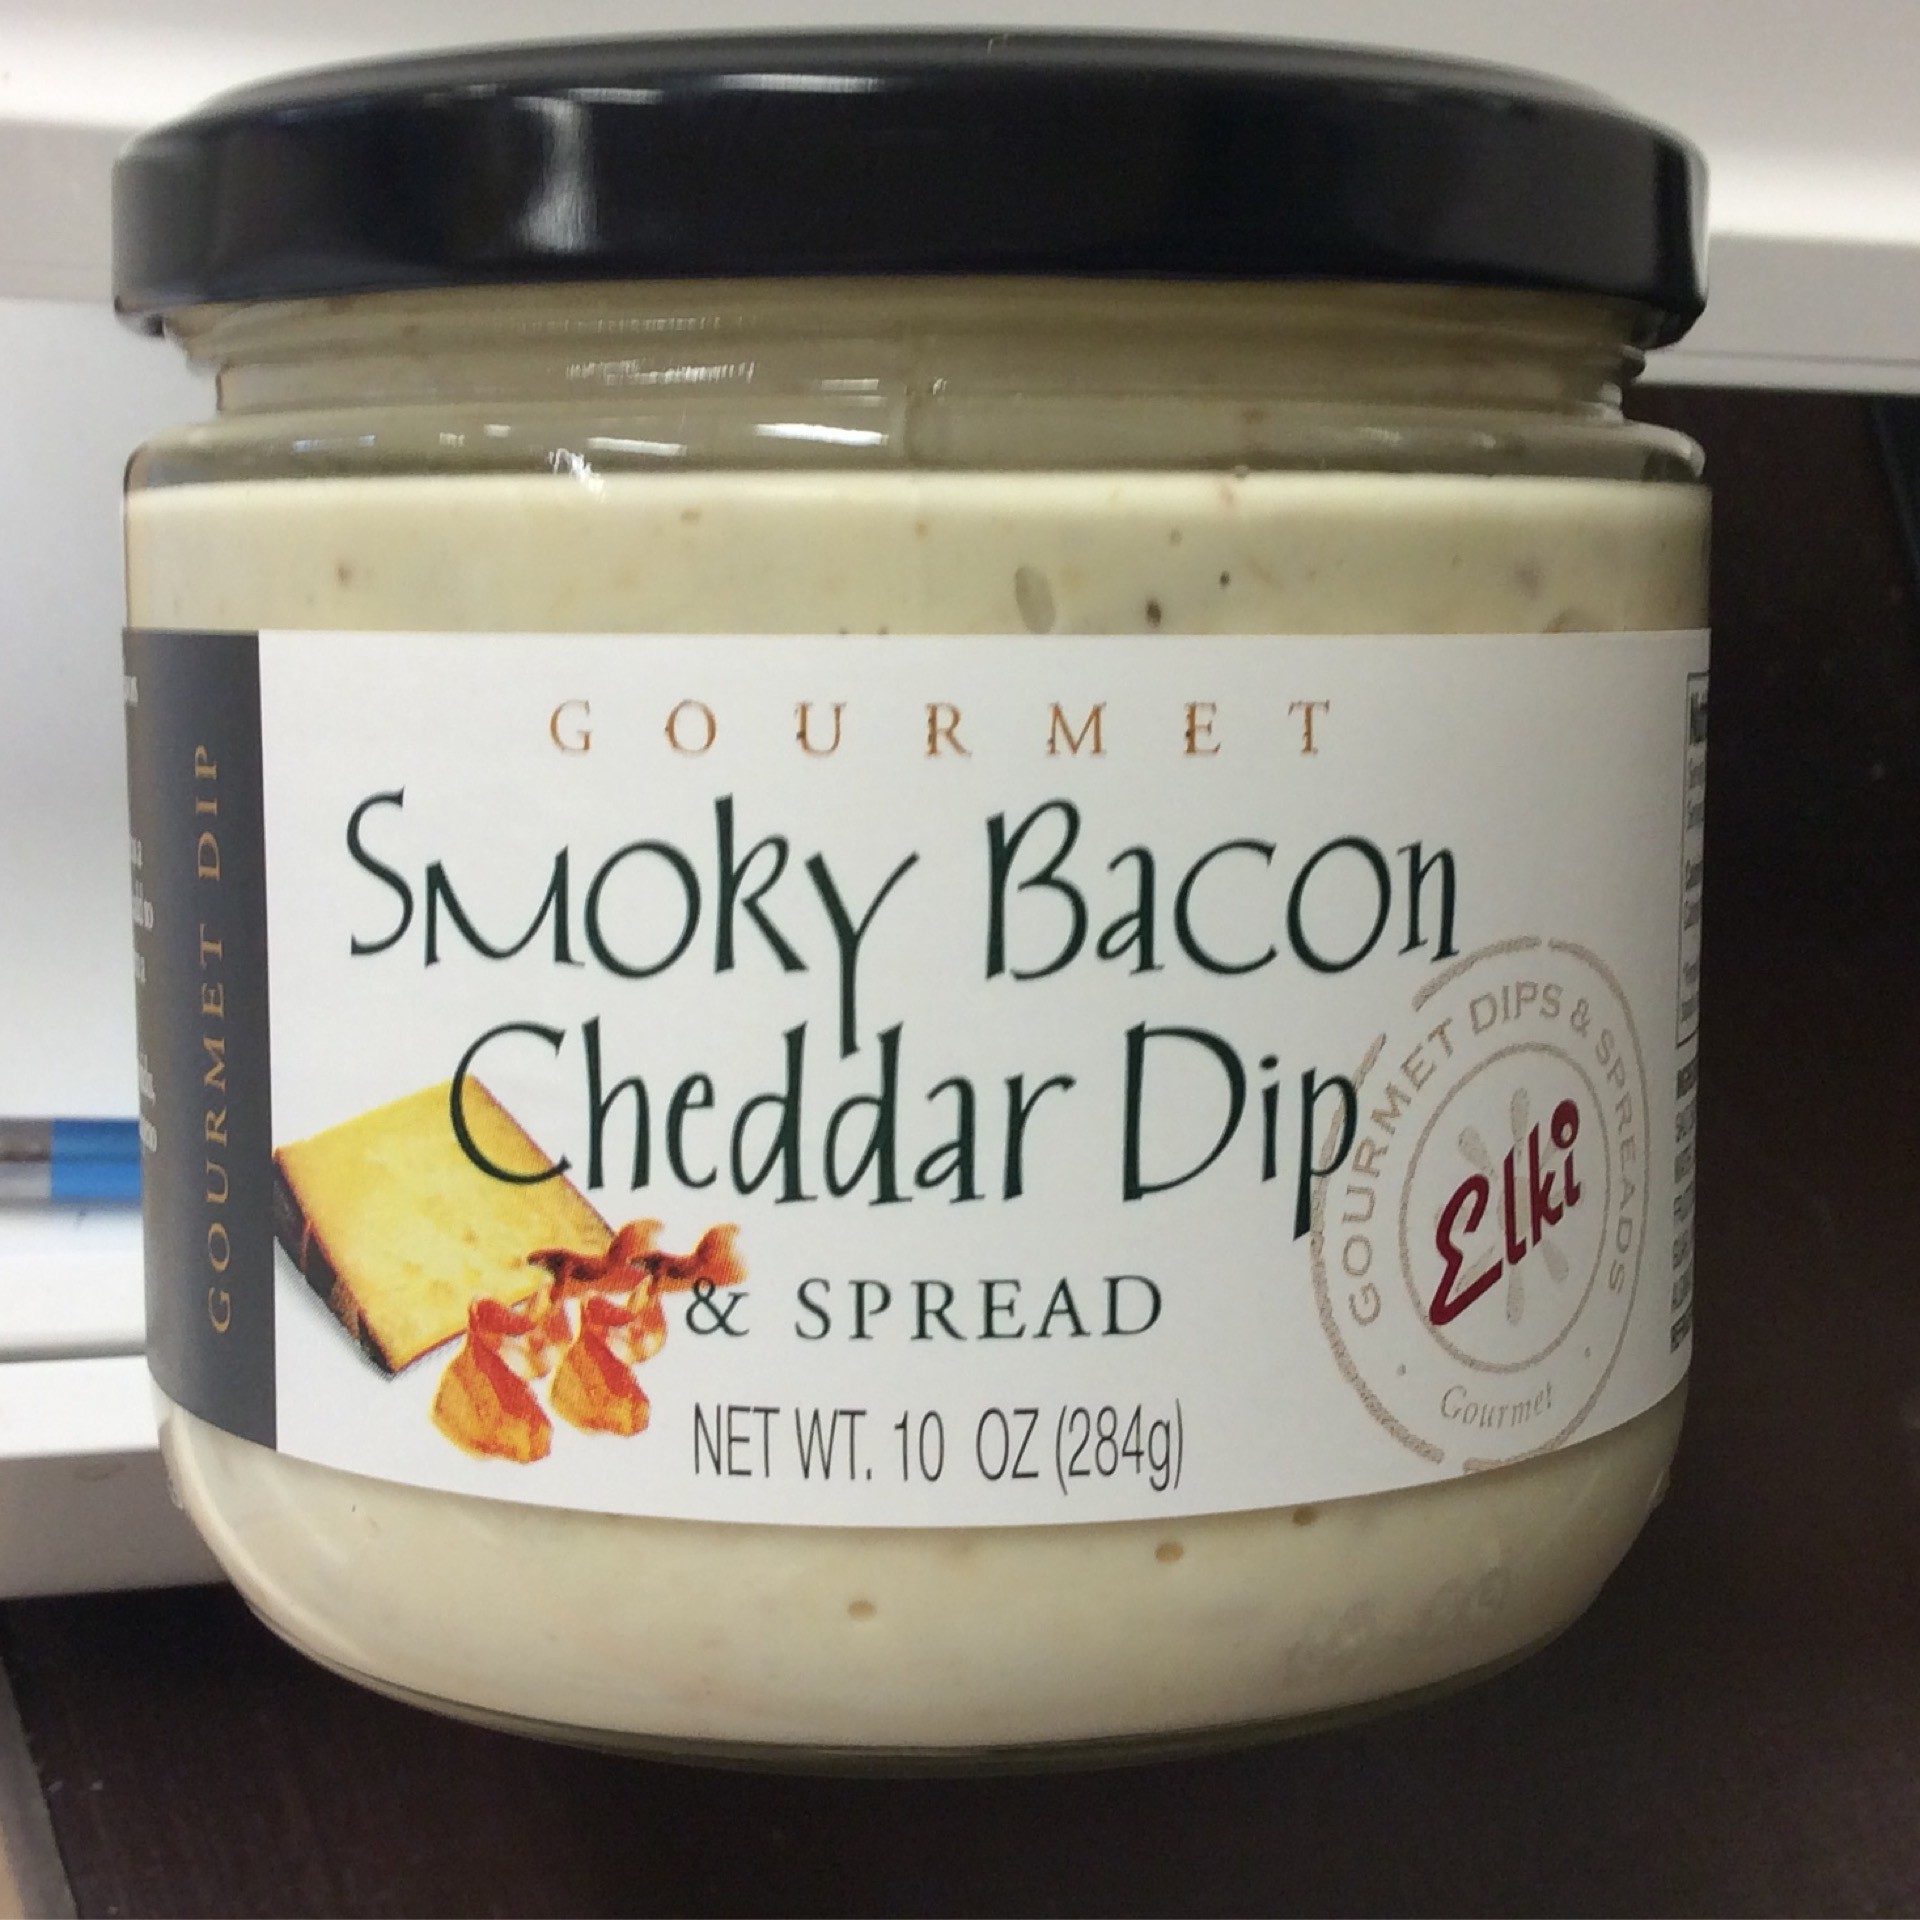 GOURMET
Smoky Bacon
Cheddar Dip
& SPREAD
NET WT. 10 OZ (284g)
GOURMET DIP
GOURMET DIPS & SPREADS
Elki
Gourmet